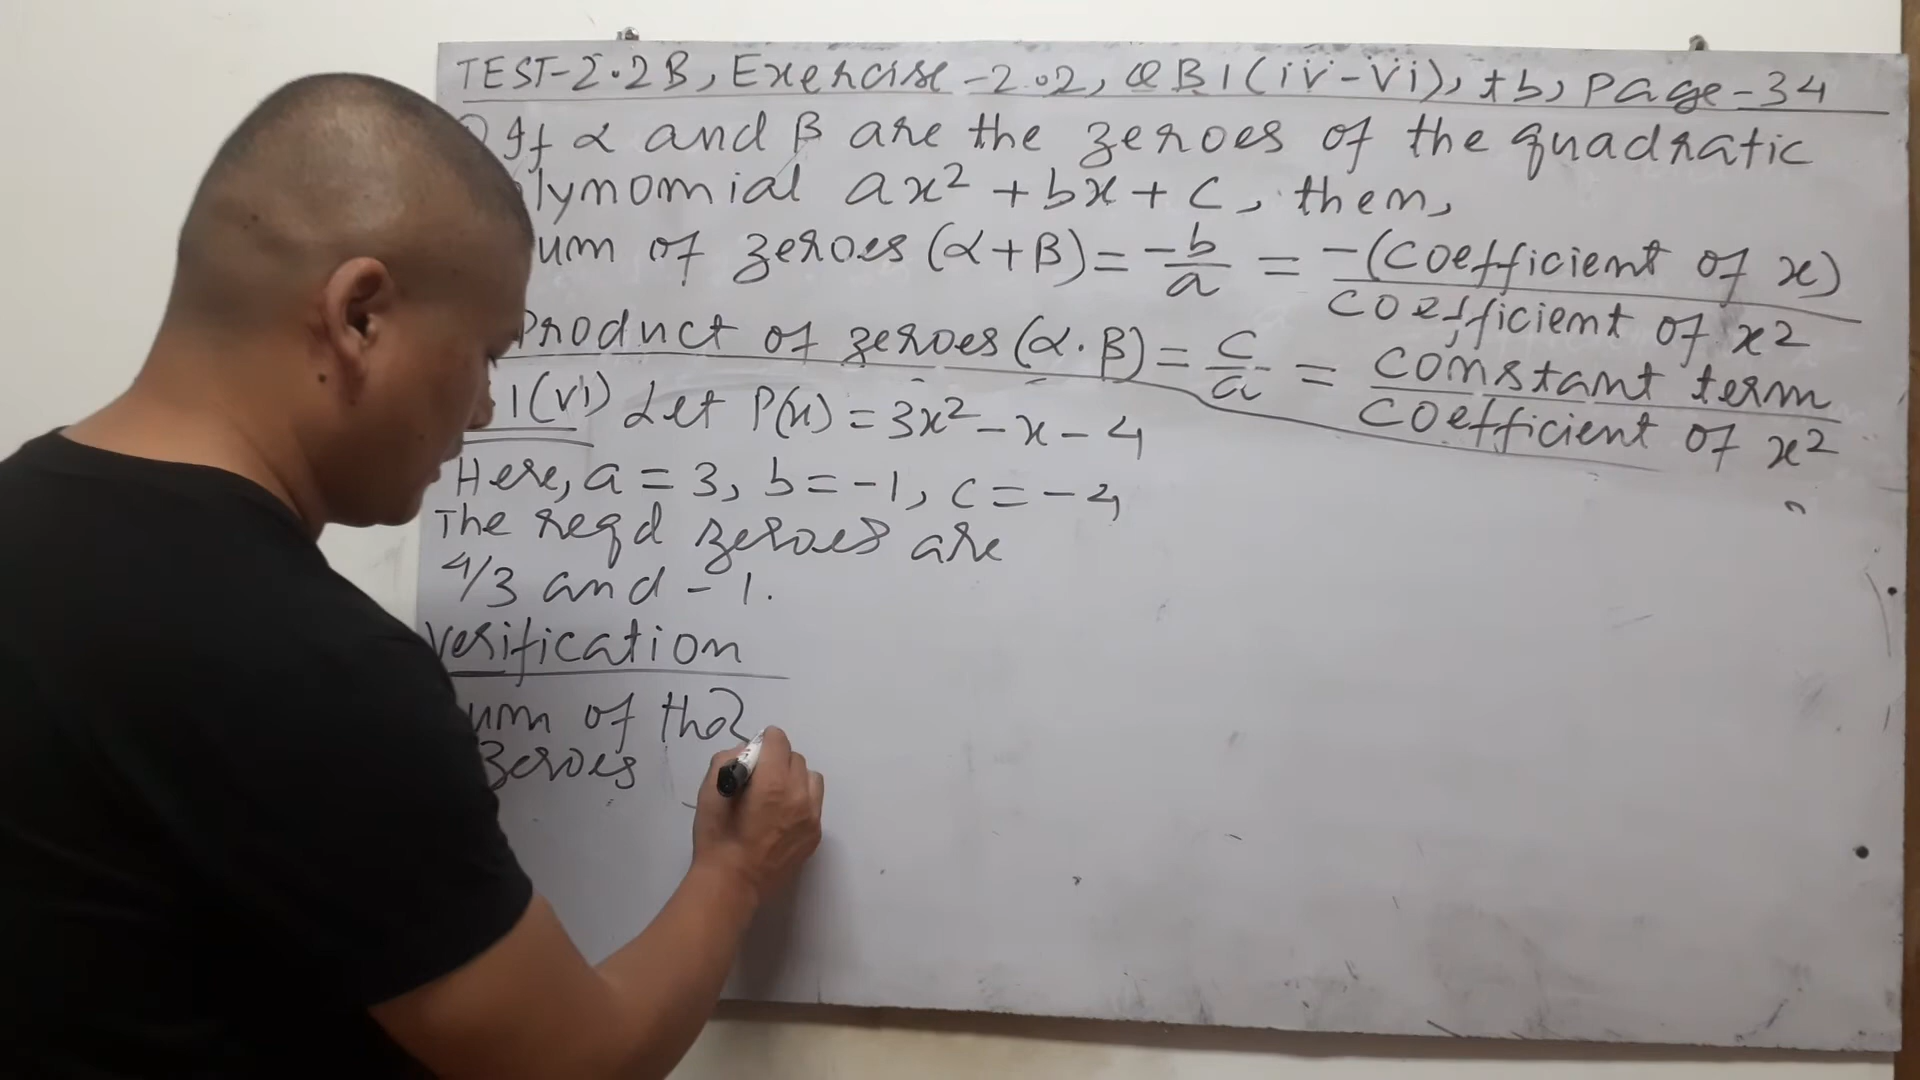 TEST-2.2B, Exercise-2.2, QB1(iv-vi), tb, page-34
If α and β are the zeroes of the quadratic
lynomial ax² + bx + c, then,
um of zeroes (α+β) = -b/a = -(coefficient of x)/coefficient of x²
Product of zeroes (α.β) = c/a = constant term/coefficient of x²
1(vi) Let P(x) = 3x² - x - 4
Here, a = 3, b = -1, c = -4
The reqd zeroes are
4/3 and -1.
Verification
um of the
zeroes